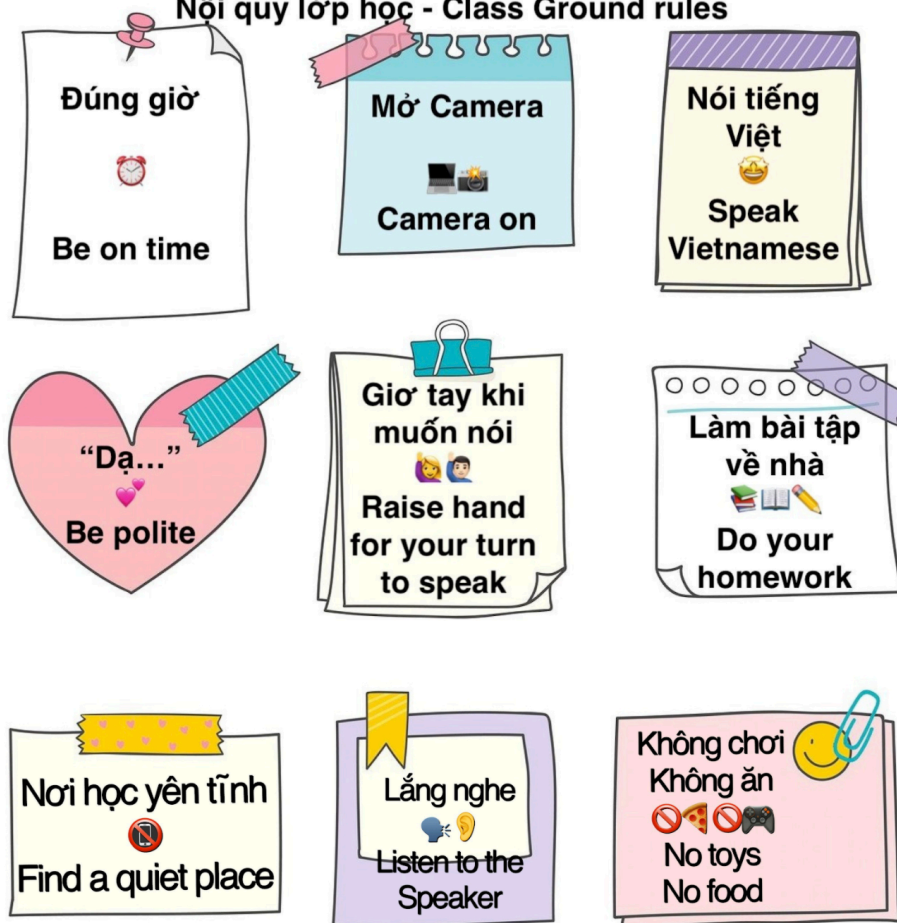 Nội quy lớp học - Class Ground rules
Đúng giờ
Be on time
Mở Camera
Camera on
Nói tiếng
Việt
Speak
Vietnamese
“Dạ...”
Be polite
Giơ tay khi
muốn nói
Raise hand
for your turn
to speak
Làm bài tập
về nhà
Do your
homework
Nơi học yên tĩnh
Find a quiet place
Lắng nghe
Listen to the
Speaker
Không chơi
Không ăn
No toys
No food